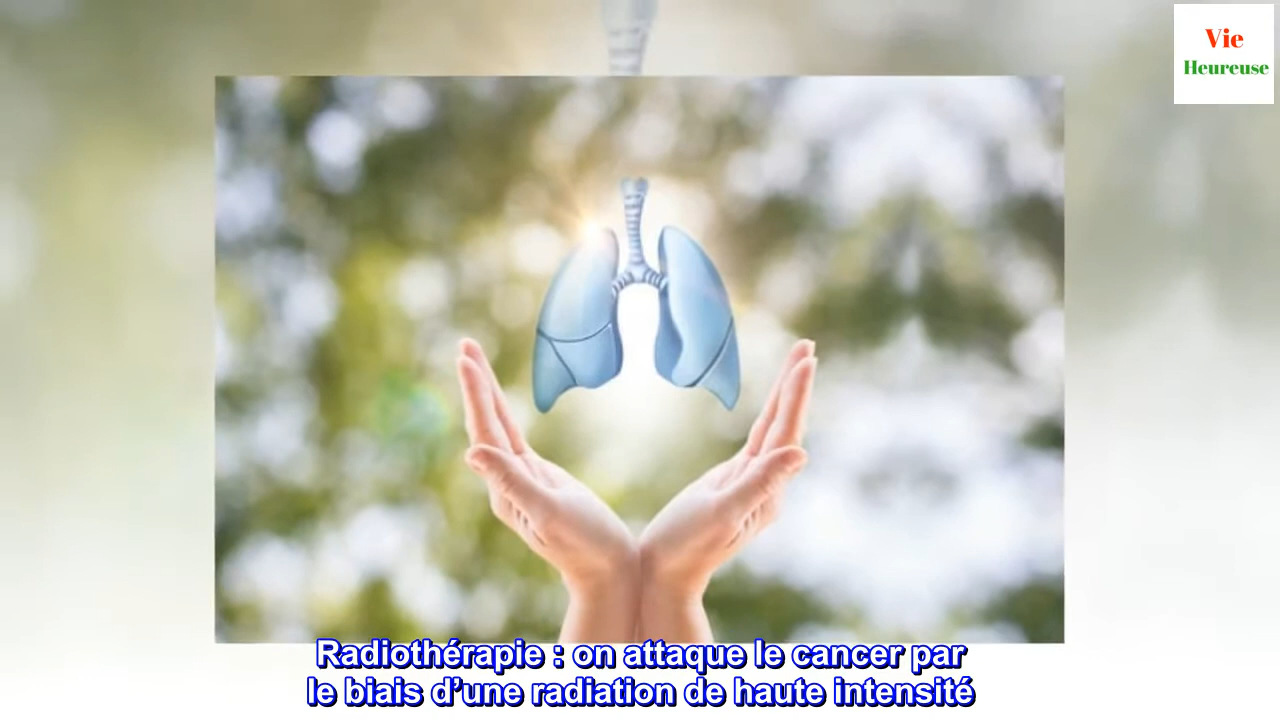 Vie
Heureuse
Radiothérapie : on attaque le cancer par
le biais d’une radiation de haute intensité